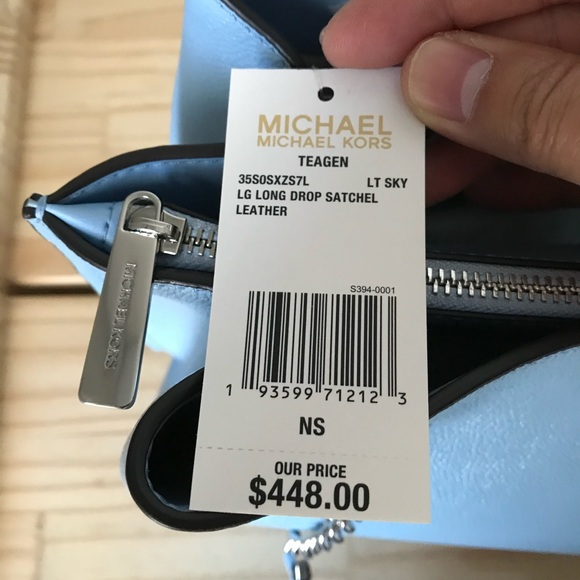 MICHAEL
MICHAEL KORS
TEAGEN
35S0SXZS7L LT SKY
LG LONG DROP SATCHEL
LEATHER
S394-0001
1 93599 71212 3
NS
OUR PRICE
$448.00
MICHAEL KORS